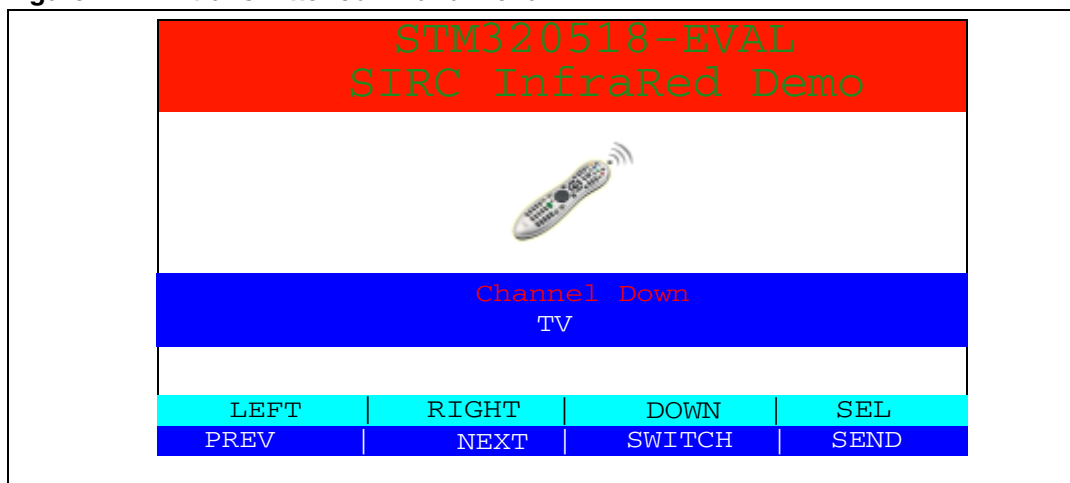 STM320518-EVAL
SIRC InfraRed Demo
Channel Down
TV
LEFT | RIGHT | DOWN | SEL
PREV | NEXT | SWITCH | SEND